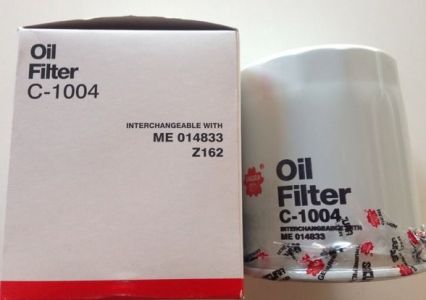 Oil
Filter
C-1004
INTERCHANGEABLE WITH
ME 014833
Z162
Oil
Filter
C-1004
INTERCHANGEABLE WITH
ME 014833